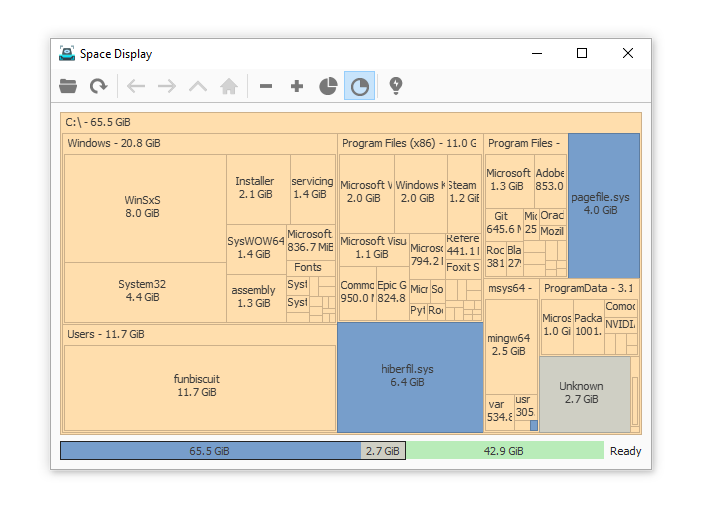 Space Display
C:\ - 65.5 GiB
Windows - 20.8 GiB
WinSxS
8.0 GiB
System32
4.4 GiB
Installer
2.1 GiB
servicing
1.4 GiB
SysWOW64
1.4 GiB
Microsoft.
836.7 MiB
Fonts
assembly
1.3 GiB
Syst
Syst
Users - 11.7 GiB
funbiscuit
11.7 GiB
Program Files (x86) - 11.0 G
Microsoft V
2.0 GiB
Windows K
2.0 GiB
Steam
1.2 GiB
Microsoft Visu
1.1 GiB
Microsc
794.2
Refere
441.1
Foxit S
Commo
950.0 M
Epic G
824.8
Micr
So
Pyt
Roc
hiberfil.sys
6.4 GiB
Program Files -
Microsoft
1.3 GiB
Adobe
853.0
Git
645.6 M
Mic
25
Orac
Mozil
Roc
381
Bla
279
pagefile.sys
4.0 GiB
msys64 -
mingw64
2.5 GiB
var
534.8
usr
305.
ProgramData - 3.1
Micros
1.0 Gi
Packa
1001.
Comoc
NVIDIA
Unknown
2.7 GiB
65.5 GiB
2.7 GiB
42.9 GiB
Ready